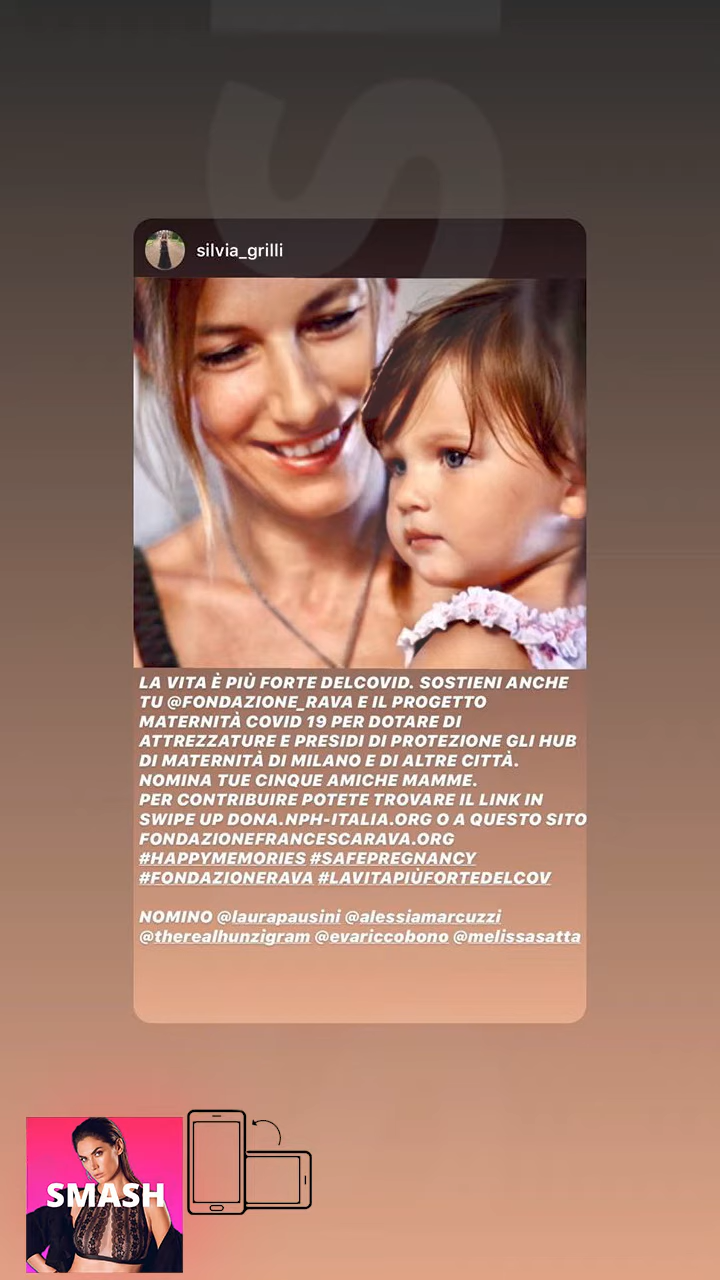 silvia_grilli
LA VITA È PIÙ FORTE DELCOVID. SOSTIENI ANCHE
TU @FONDAZIONE_RAVA E IL PROGETTO
MATERNITÀ COVID 19 PER DOTARE DI
ATTREZZATURE E PRESIDI DI PROTEZIONE GLI HUB
DI MATERNITÀ DI MILANO E DI ALTRE CITTÀ.
NOMINA TUE CINQUE AMICHE MAMME.
PER CONTRIBUIRE POTETE TROVARE IL LINK IN
SWIPE UP DONA.NPH-ITALIA.ORG O A QUESTO SITO
FONDAZIONEFRANCESCARAVA.ORG
#HAPPYMEMORIES #SAFEPREGNANCY
#FONDAZIONERAVA #LAVITAPIÙFORTEDELCOV
NOMINO @laurapausini @alessiamarcuzzi
@therealhunzigram @evariccobono @melissasatta
SMASH